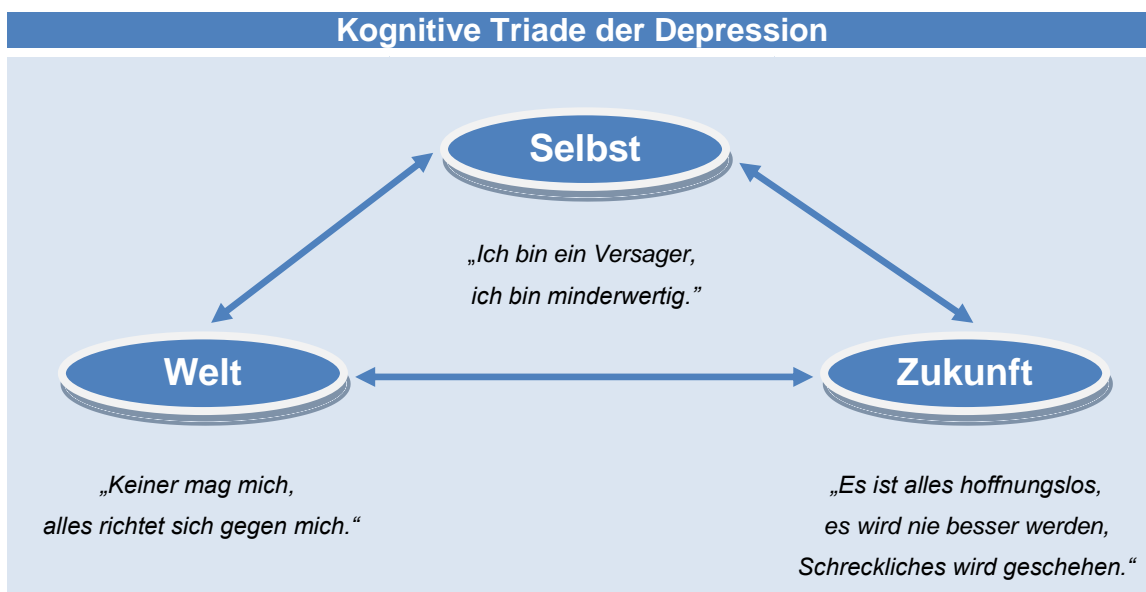 Kognitive Triade der Depression
Selbst
„Ich bin ein Versager,
ich bin minderwertig.”
Welt
Zukunft
„Keiner mag mich,
alles richtet sich gegen mich.“
„Es ist alles hoffnungslos,
es wird nie besser werden,
Schreckliches wird geschehen.“